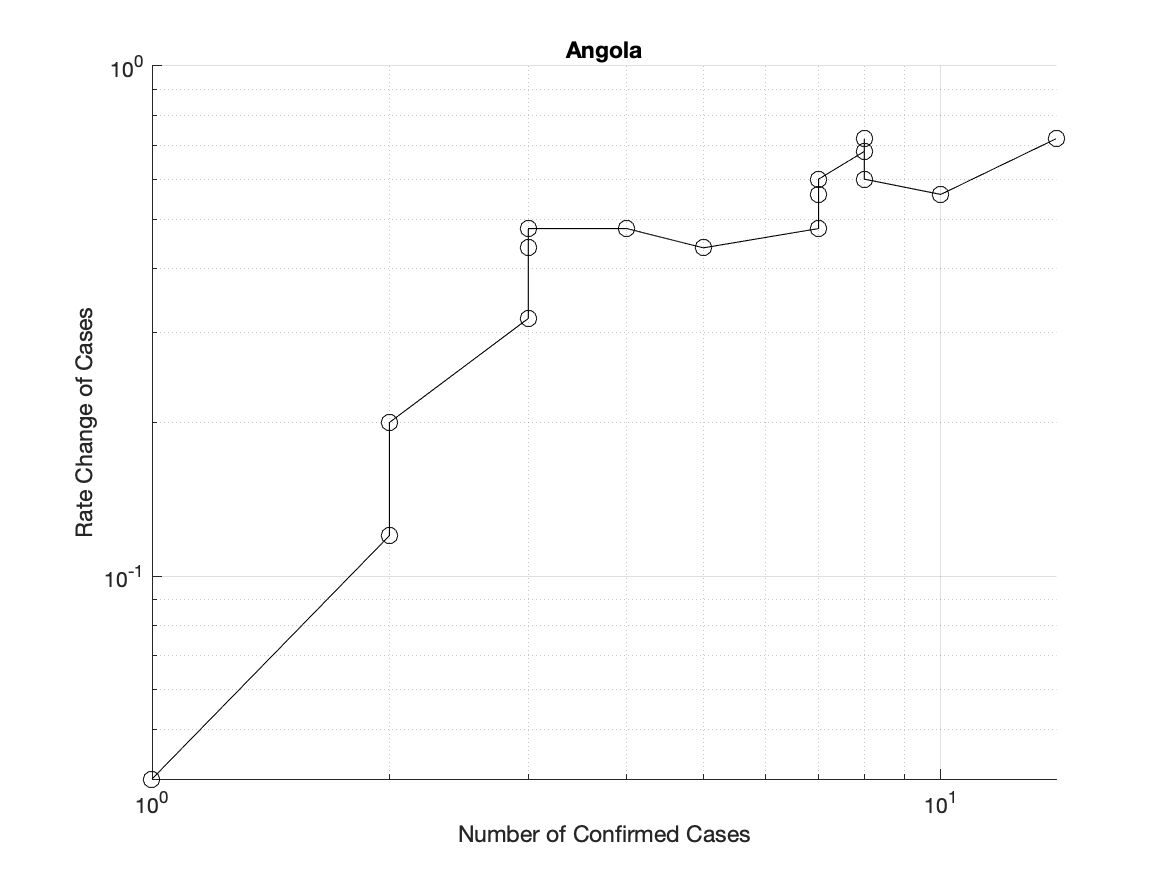 Angola
10^0
Rate Change of Cases
10^-1
10^0 10^1
Number of Confirmed Cases